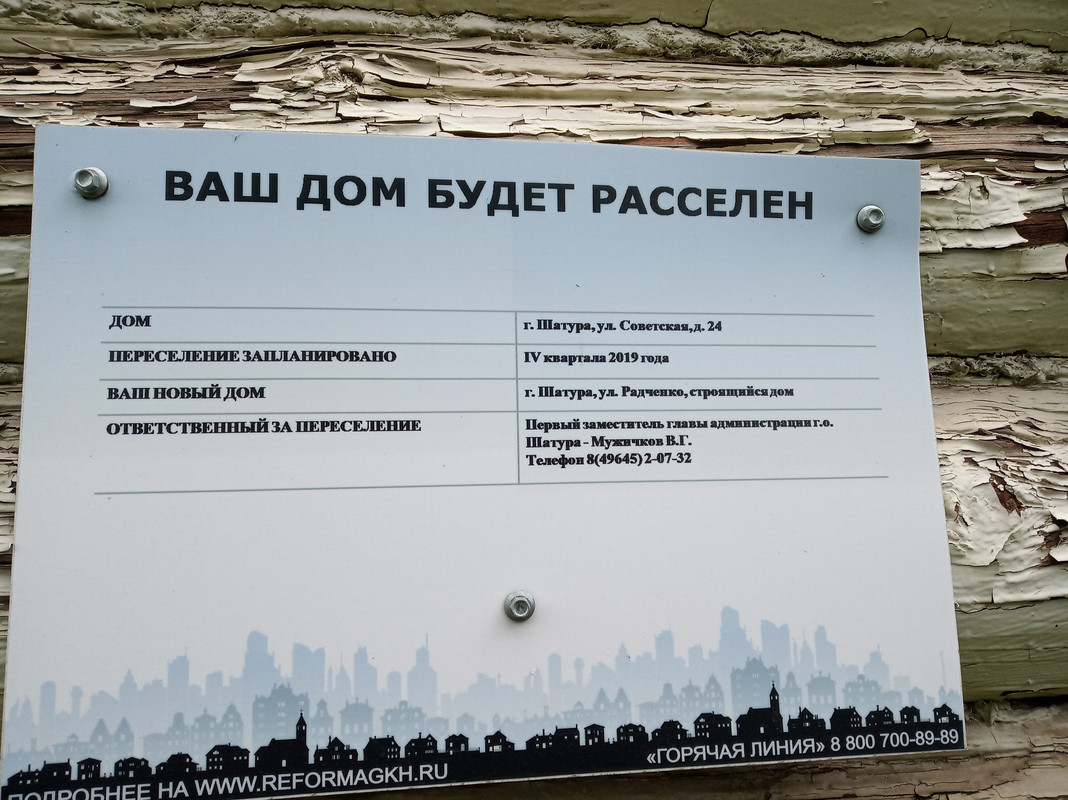 ВАШ ДОМ БУДЕТ РАССЕЛЕН
ДОМ
г. Шатура, ул. Советская, д. 24
ПЕРЕСЕЛЕНИЕ ЗАПЛАНИРОВАНО
IV квартала 2019 года
ВАШ НОВЫЙ ДОМ
г. Шатура, ул. Радченко, строящийся дом
ОТВЕТСТВЕННЫЙ ЗА ПЕРЕСЕЛЕНИЕ
Первый заместитель главы администрации г.о.
Шатура - Мужичков В.Г.
Телефон 8(49645) 2-07-32
ПОДРОБНЕЕ НА WWW.REFORMAGKH.RU
«ГОРЯЧАЯ ЛИНИЯ» 8 800 700-89-89